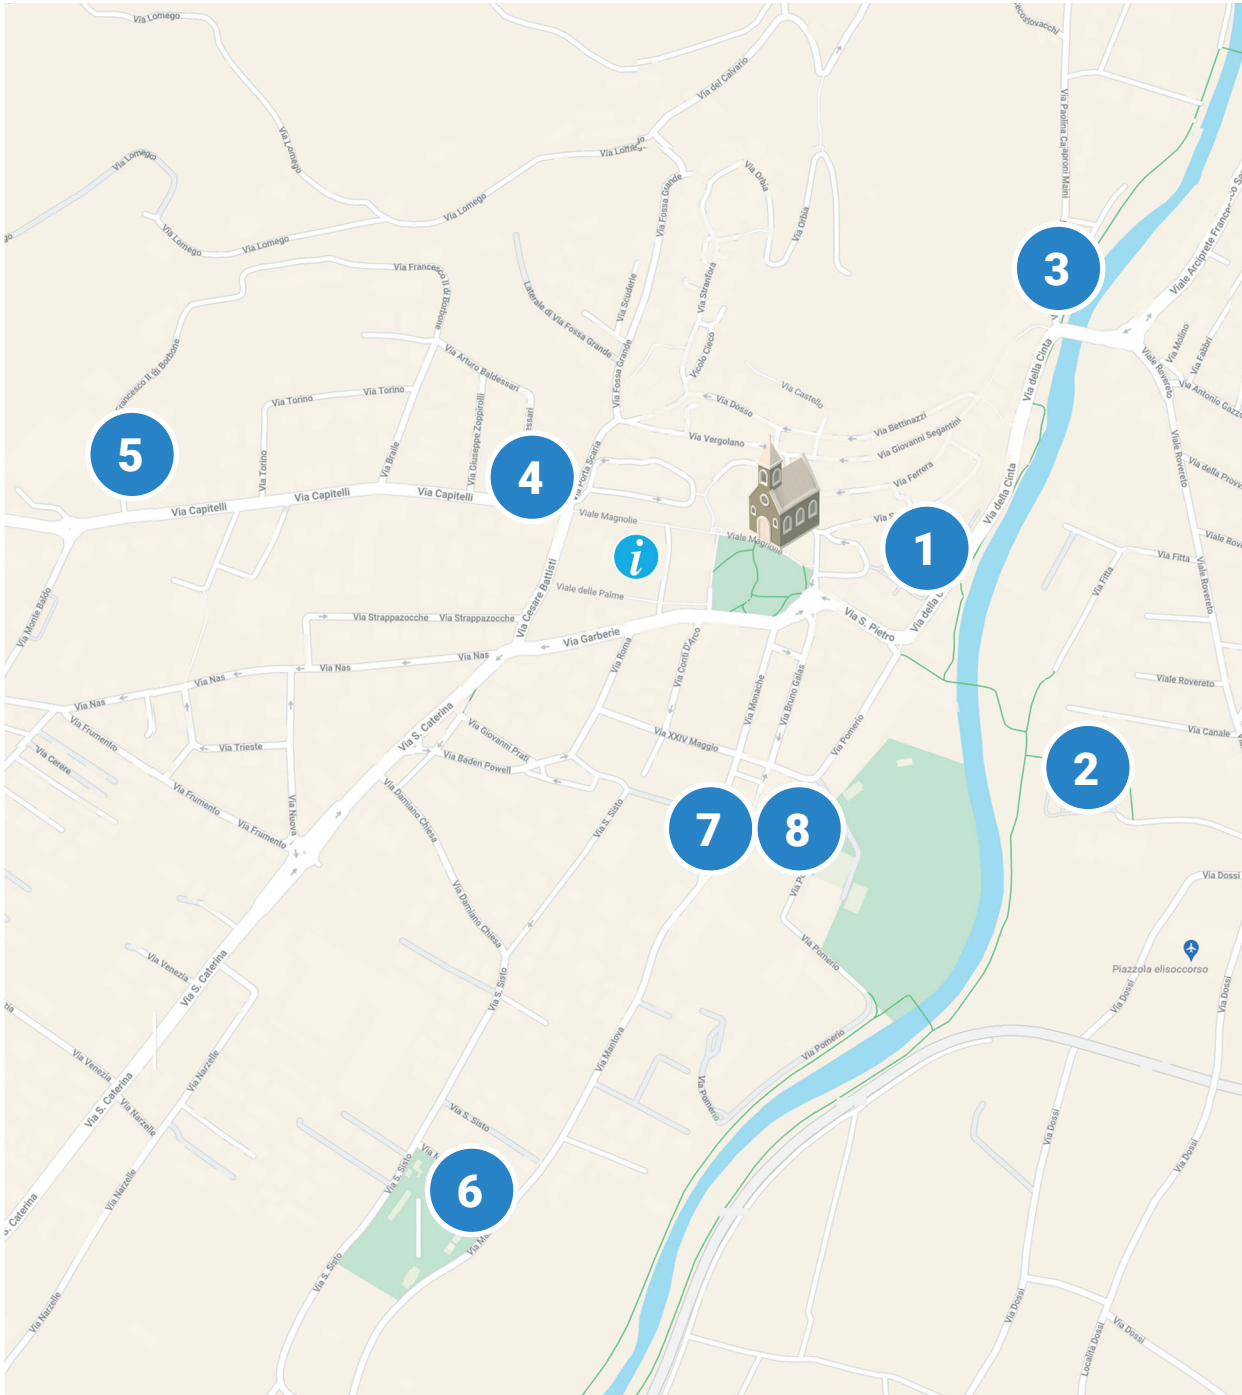 Via Lomego
Via Lomego
Via Lomego
Via Lomego
Via Lomego
Via Lomego
Via del Calvario
Via Orbia
Via Orbia
Via Fossa Grande
Via Paolina Caproni Maini
Viale Arciprete Francesco
3
Via Francesco II di Borbone
Francesco II di Borbone
Laterale di Via Fossa Grande
Via Scuderie
Via Stranfora
Vicolo Cieco
Via Fossa Grande
Via Arturo Baldessari
Via Torino
Via Torino
Via Torino
Via Braile
Via Giuseppe Zoppirolli
Via Castello
Via Dosso
Via Bettinazzi
Via Vergolano
Via Giovanni Segantini
Via Ferrera
Via della Cinta
Via della Cinta
Viale Rovereto
Via Molino
Via Fabbri
Via Antonio Gazzo
Viale Rovereto
Via della Provv
5
4
Via Porta Scaria
Via Capitelli
Via Capitelli
Via Capitelli
Viale Magnolie
Viale Magnolie
i
1
Via Monte Baldo
Via Cesare Battisti
Viale delle Palme
Via Fitta
Via Fitta
Viale Rovereto
Via Strappazocche
Via Strappazocche
Via Garberie
Via S. Pietro
Via Nas
Via Nas
Via Nas
Via Nas
Via Roma
Via Conti D'Arco
Via Monache
Via Bruno Galas
Via Pomerio
Viale Rovereto
Via Canale
Via Frumento
Via Cerere
Via Trieste
Via S. Caterina
Via Giovanni Prati
Via Baden Powell
Via XXIV Maggio
2
Via Frumento
Via Frumento
Via Nuova
Via Damiano Chiesa
Via S. Sisto
7
8
Via Damiano Chiesa
Via Pomerio
Via Dossi
Piazzola elisoccorso
Via Dossi
Via Dossi
Via Venezia
Via S. Caterina
Via S. Sisto
Via Mantova
Via Pomerio
Via Pomerio
Via Venezia
Via Narzelle
Via S. Caterina
Via Narzelle
Via S. Sisto
Via Dossi
Via Dossi
Via S. Sisto
6
Via Narzelle
S. Caterina
Via S. Sisto
Via Narzelle
Via Dossi
Via Dossi
Località Dossi